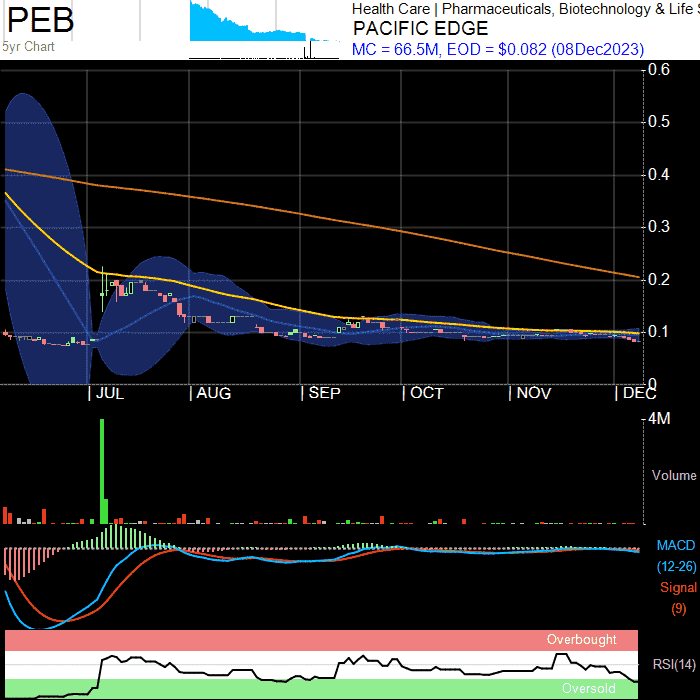 PEB
5yr Chart
Health Care | Pharmaceuticals, Biotechnology & Life
PACIFIC EDGE
MC = 66.5M, EOD = $0.082 (08Dec2023)
0.6
0.5
0.4
0.3
0.2
0.1
0
JUL
AUG
SEP
OCT
NOV
DEC
4M
Volume
MACD
(12-26)
Signal
(9)
Overbought
RSI(14)
Oversold